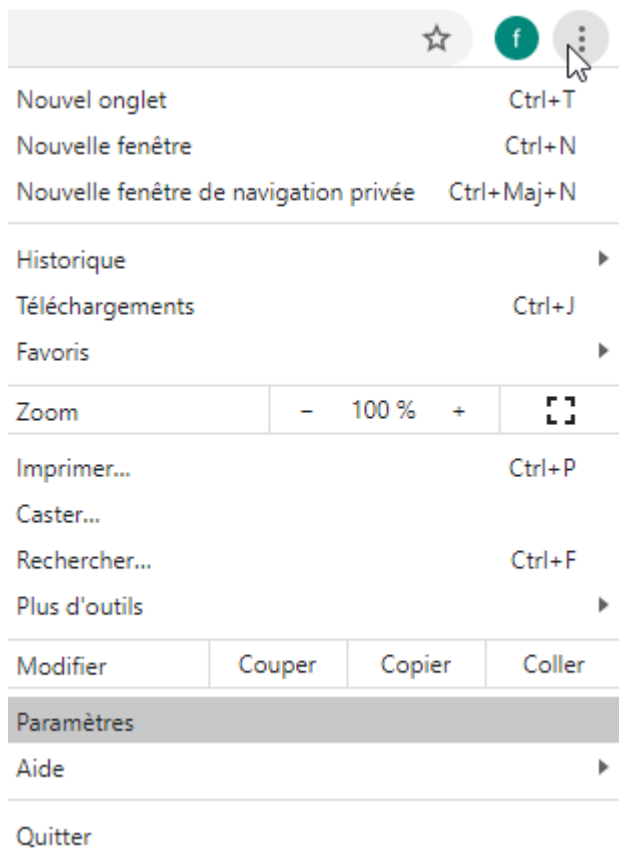 f
Nouvel onglet Ctrl+T
Nouvelle fenêtre Ctrl+N
Nouvelle fenêtre de navigation privée Ctrl+Maj+N
Historique
Téléchargements Ctrl+J
Favoris
Zoom - 100 % +
Imprimer... Ctrl+P
Caster...
Rechercher... Ctrl+F
Plus d'outils
Modifier Couper Copier Coller
Paramètres
Aide
Quitter